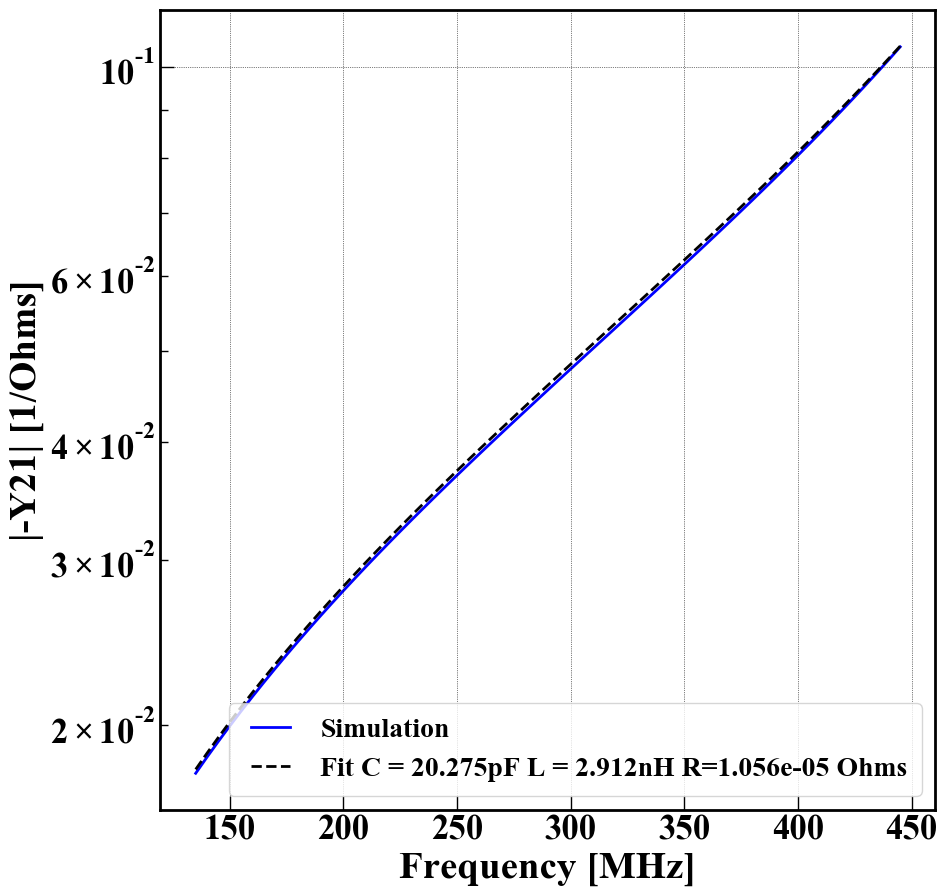 |-Y21| [1/Ohms]
10^-1
6×10^-2
4×10^-2
3×10^-2
2×10^-2
Simulation
Fit C = 20.275pF L = 2.912nH R=1.056e-05 Ohms
150 200 250 300 350 400 450
Frequency [MHz]